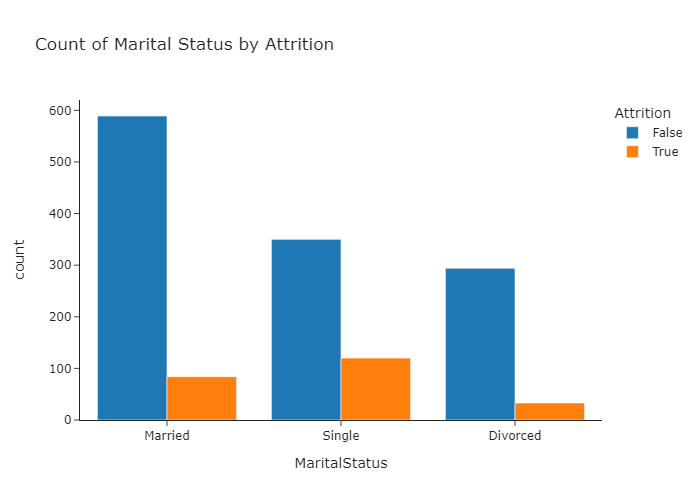 Count of Marital Status by Attrition
Attrition
False
True
count
600
500
400
300
200
100
0
Married Single Divorced
MaritalStatus